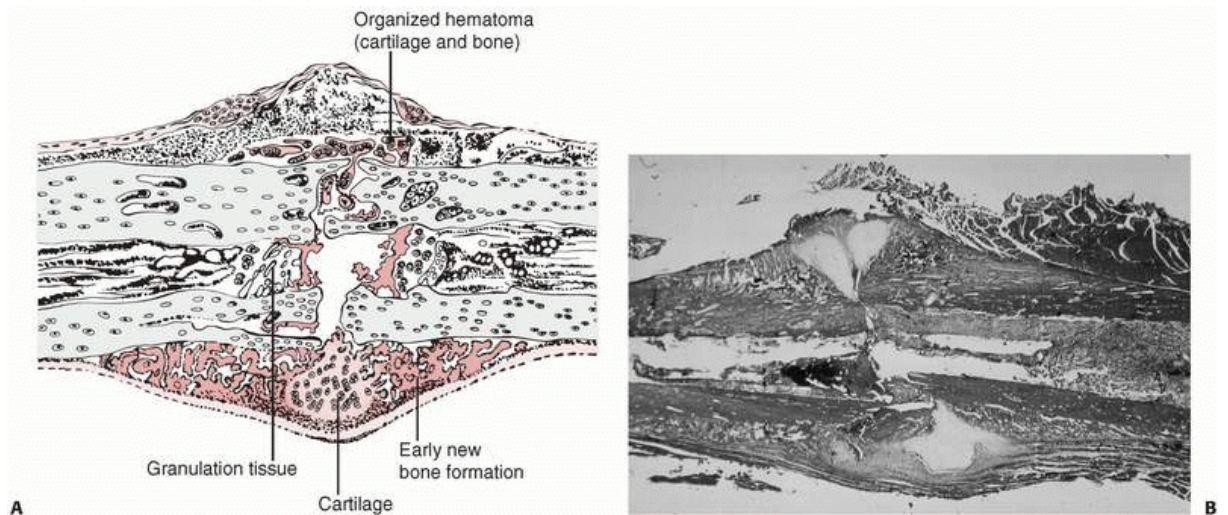 Organized hematoma
(cartilage and bone)
Early new
bone formation
Granulation tissue
Cartilage
A
B